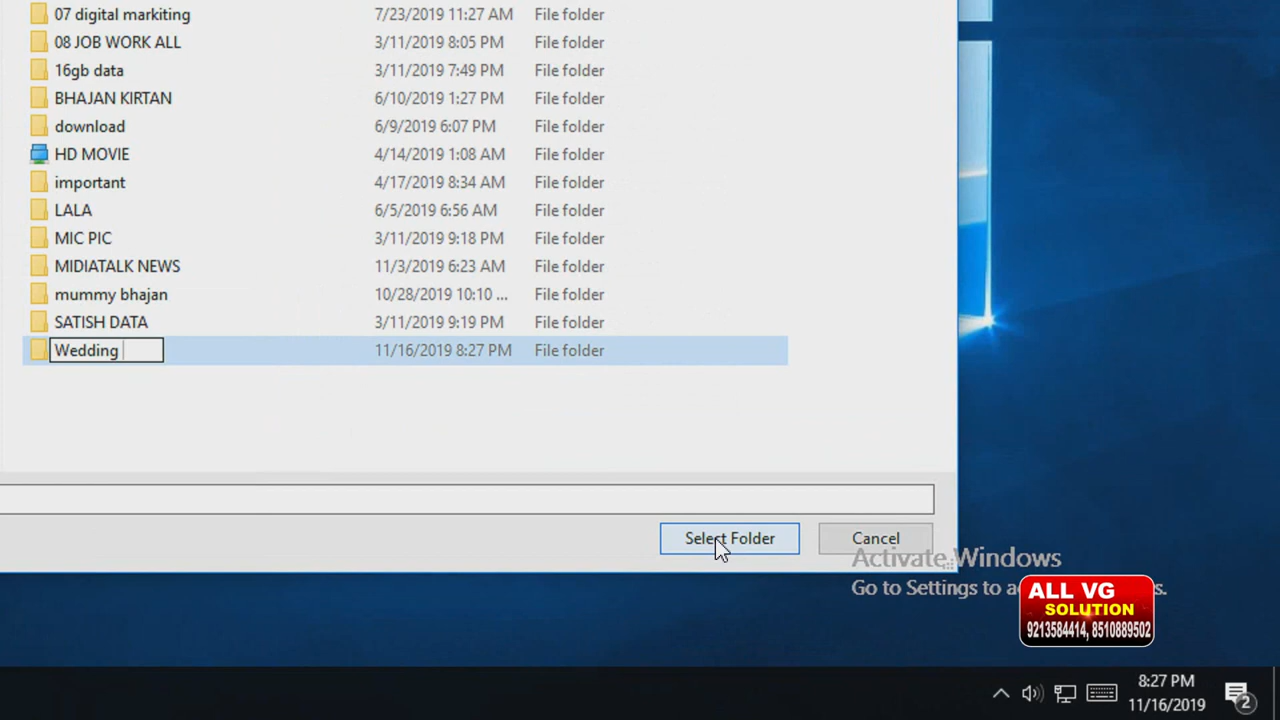 07 digital markiting 7/23/2019 11:27 AM File folder
08 JOB WORK ALL 3/11/2019 8:05 PM File folder
16gb data 3/11/2019 7:49 PM File folder
BHAJAN KIRTAN 6/10/2019 1:27 PM File folder
download 6/9/2019 6:07 PM File folder
HD MOVIE 4/14/2019 1:08 AM File folder
important 4/17/2019 8:34 AM File folder
LALA 6/5/2019 6:56 AM File folder
MIC PIC 3/11/2019 9:18 PM File folder
MIDIATALK NEWS 11/3/2019 6:23 AM File folder
mummy bhajan 10/28/2019 10:10 ... File folder
SATISH DATA 3/11/2019 9:19 PM File folder
Wedding 11/16/2019 8:27 PM File folder
Select Folder Cancel
Activate Windows
Go to Settings to
ALL VG
SOLUTION
9213584414, 8510889502
8:27 PM
11/16/2019
2